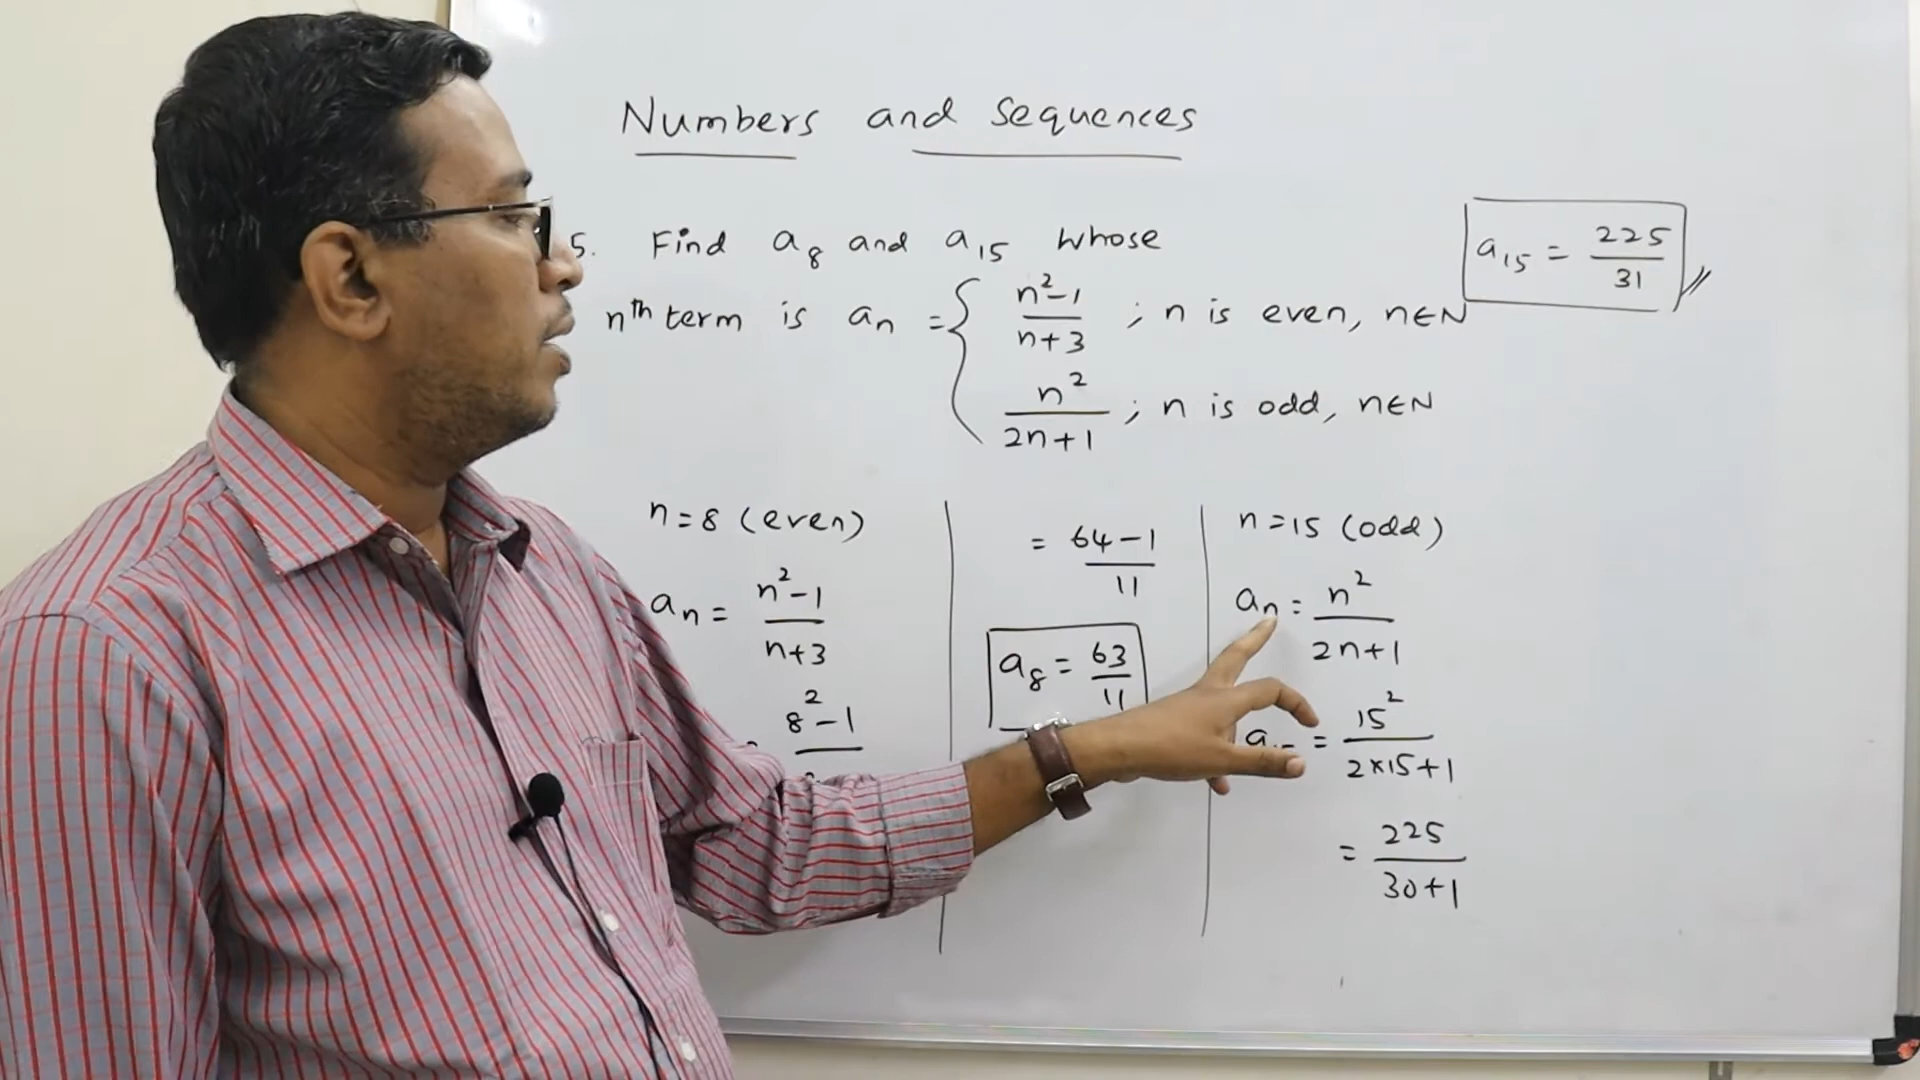 Numbers and Sequences
5. Find a₈ and a₁₅ whose
nth term is aₙ = { (n²-1)/(n+3) ; n is even, n∈N
n²/(2n+1) ; n is odd, n∈N
a₁₅ = 225/31 //
n=8 (even)
aₙ = (n²-1)/(n+3)
8²-1
= (64-1)/11
a₈ = 63/11
n=15 (odd)
aₙ = n²/(2n+1)
a = 15²/(2×15+1)
= 225/(30+1)